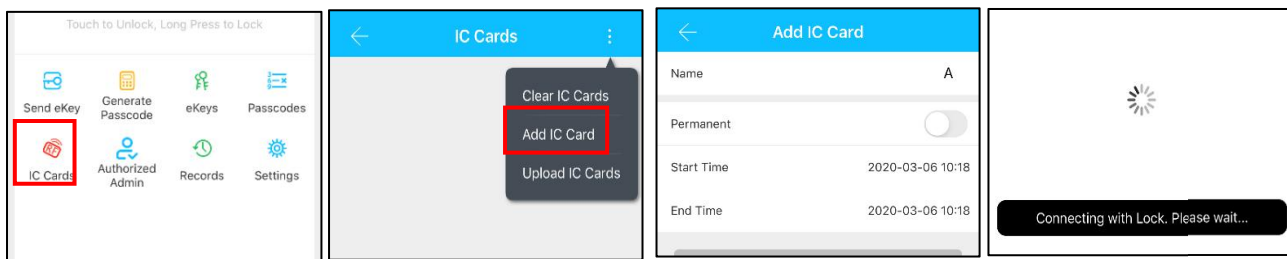 Touch to Unlock, Long Press to Lock
Send eKey
Generate
Passcode
eKeys
Passcodes
RF
IC Cards
Authorized
Admin
Records
Settings
IC Cards
Clear IC Cards
Add IC Card
Upload IC Cards
Add IC Card
Name A
Permanent
Start Time 2020-03-06 10:18
End Time 2020-03-06 10:18
Connecting with Lock. Please wait...